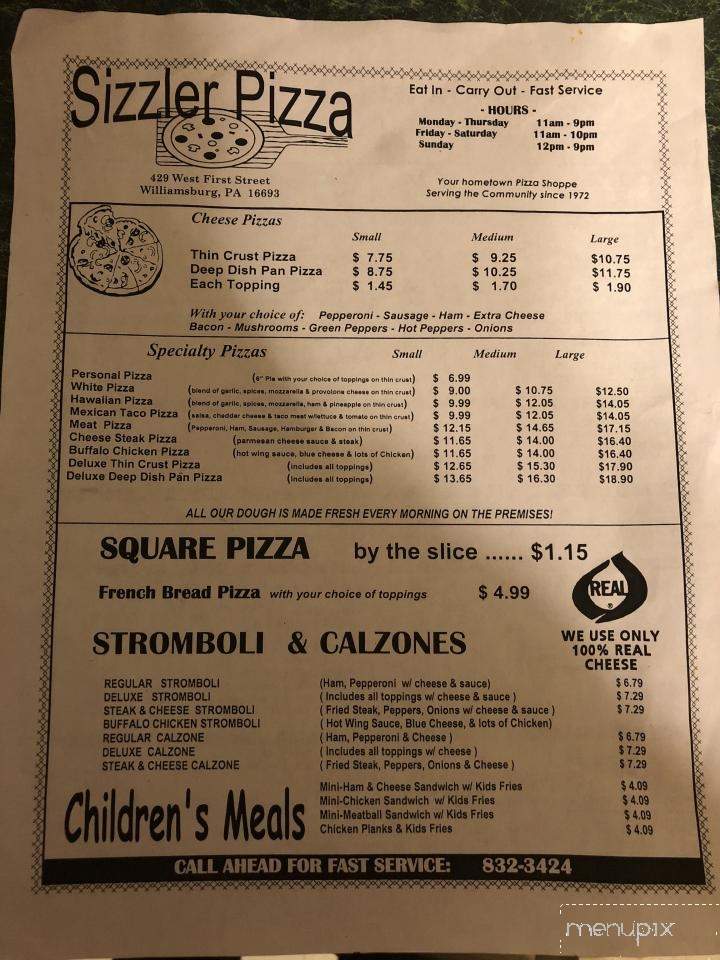 Sizzler Pizza
429 West First Street
Williamsburg, PA 16693
Eat In - Carry Out - Fast Service
- HOURS -
Monday - Thursday 11am - 9pm
Friday - Saturday 11am - 10pm
Sunday 12pm - 9pm
Your hometown Pizza Shoppe
Serving the Community since 1972
Cheese Pizzas
Small Medium Large
Thin Crust Pizza $ 7.75 $ 9.25 $10.75
Deep Dish Pan Pizza $ 8.75 $ 10.25 $11.75
Each Topping $ 1.45 $ 1.70 $ 1.90
With your choice of: Pepperoni - Sausage - Ham - Extra Cheese
Bacon - Mushrooms - Green Peppers - Hot Peppers - Onions
Specialty Pizzas Small Medium Large
Personal Pizza (6" Pie with your choice of toppings on thin crust) $ 6.99
White Pizza (blend of garlic, spices, mozzarella & provolone cheese on thin crust) $ 9.00 $ 10.75 $12.50
Hawaiian Pizza (blend of garlic, spices, mozzarella, ham & pineapple on thin crust) $ 9.99 $ 12.05 $14.05
Mexican Taco Pizza (salsa, cheddar cheese & taco meat w/lettuce & tomato on thin crust) $ 9.99 $ 12.05 $14.05
Meat Pizza (Pepperoni, Ham, Sausage, Hamburger & Bacon on thin crust) $ 12.15 $ 14.65 $17.15
Cheese Steak Pizza (parmesan cheese sauce & steak) $ 11.65 $ 14.00 $16.40
Buffalo Chicken Pizza (hot wing sauce, blue cheese & lots of Chicken) $ 11.65 $ 14.00 $16.40
Deluxe Thin Crust Pizza (includes all toppings) $ 12.65 $ 15.30 $17.90
Deluxe Deep Dish Pan Pizza (includes all toppings) $ 13.65 $ 16.30 $18.90
ALL OUR DOUGH IS MADE FRESH EVERY MORNING ON THE PREMISES!
SQUARE PIZZA by the slice ...... $1.15
French Bread Pizza with your choice of toppings $ 4.99
REAL ®
WE USE ONLY
100% REAL
CHEESE
STROMBOLI & CALZONES
REGULAR STROMBOLI (Ham, Pepperoni w/ cheese & sauce) $ 6.79
DELUXE STROMBOLI ( Includes all toppings w/ cheese & sauce ) $ 7.29
STEAK & CHEESE STROMBOLI ( Fried Steak, Peppers, Onions w/ cheese & sauce ) $ 7.29
BUFFALO CHICKEN STROMBOLI ( Hot Wing Sauce, Blue Cheese, & lots of Chicken)
REGULAR CALZONE ( Ham, Pepperoni & Cheese ) $ 6.79
DELUXE CALZONE ( Includes all toppings w/ cheese ) $ 7.29
STEAK & CHEESE CALZONE ( Fried Steak, Peppers, Onions & Cheese ) $ 7.29
Children's Meals
Mini-Ham & Cheese Sandwich w/ Kids Fries $ 4.09
Mini-Chicken Sandwich w/ Kids Fries $ 4.09
Mini-Meatball Sandwich w/ Kids Fries $ 4.09
Chicken Planks & Kids Fries $ 4.09
CALL AHEAD FOR FAST SERVICE: 832-3424
menupix